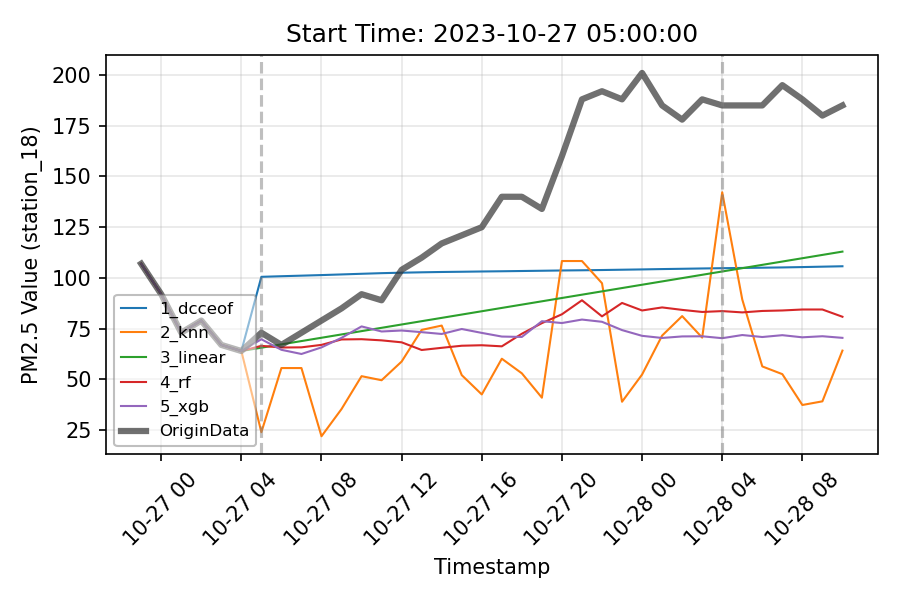 Start Time: 2023-10-27 05:00:00
PM2.5 Value (station_18)
200
175
150
125
100
75
50
25
1_dcceof
2_knn
3_linear
4_rf
5_xgb
OriginData
10-27 00
10-27 04
10-27 08
10-27 12
10-27 16
10-27 20
10-28 00
10-28 04
10-28 08
Timestamp